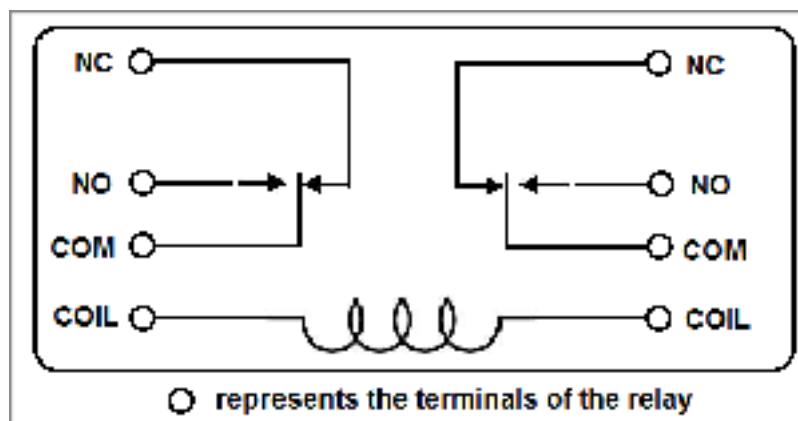 NC NC
NO NO
COM COM
COIL COIL
represents the terminals of the relay